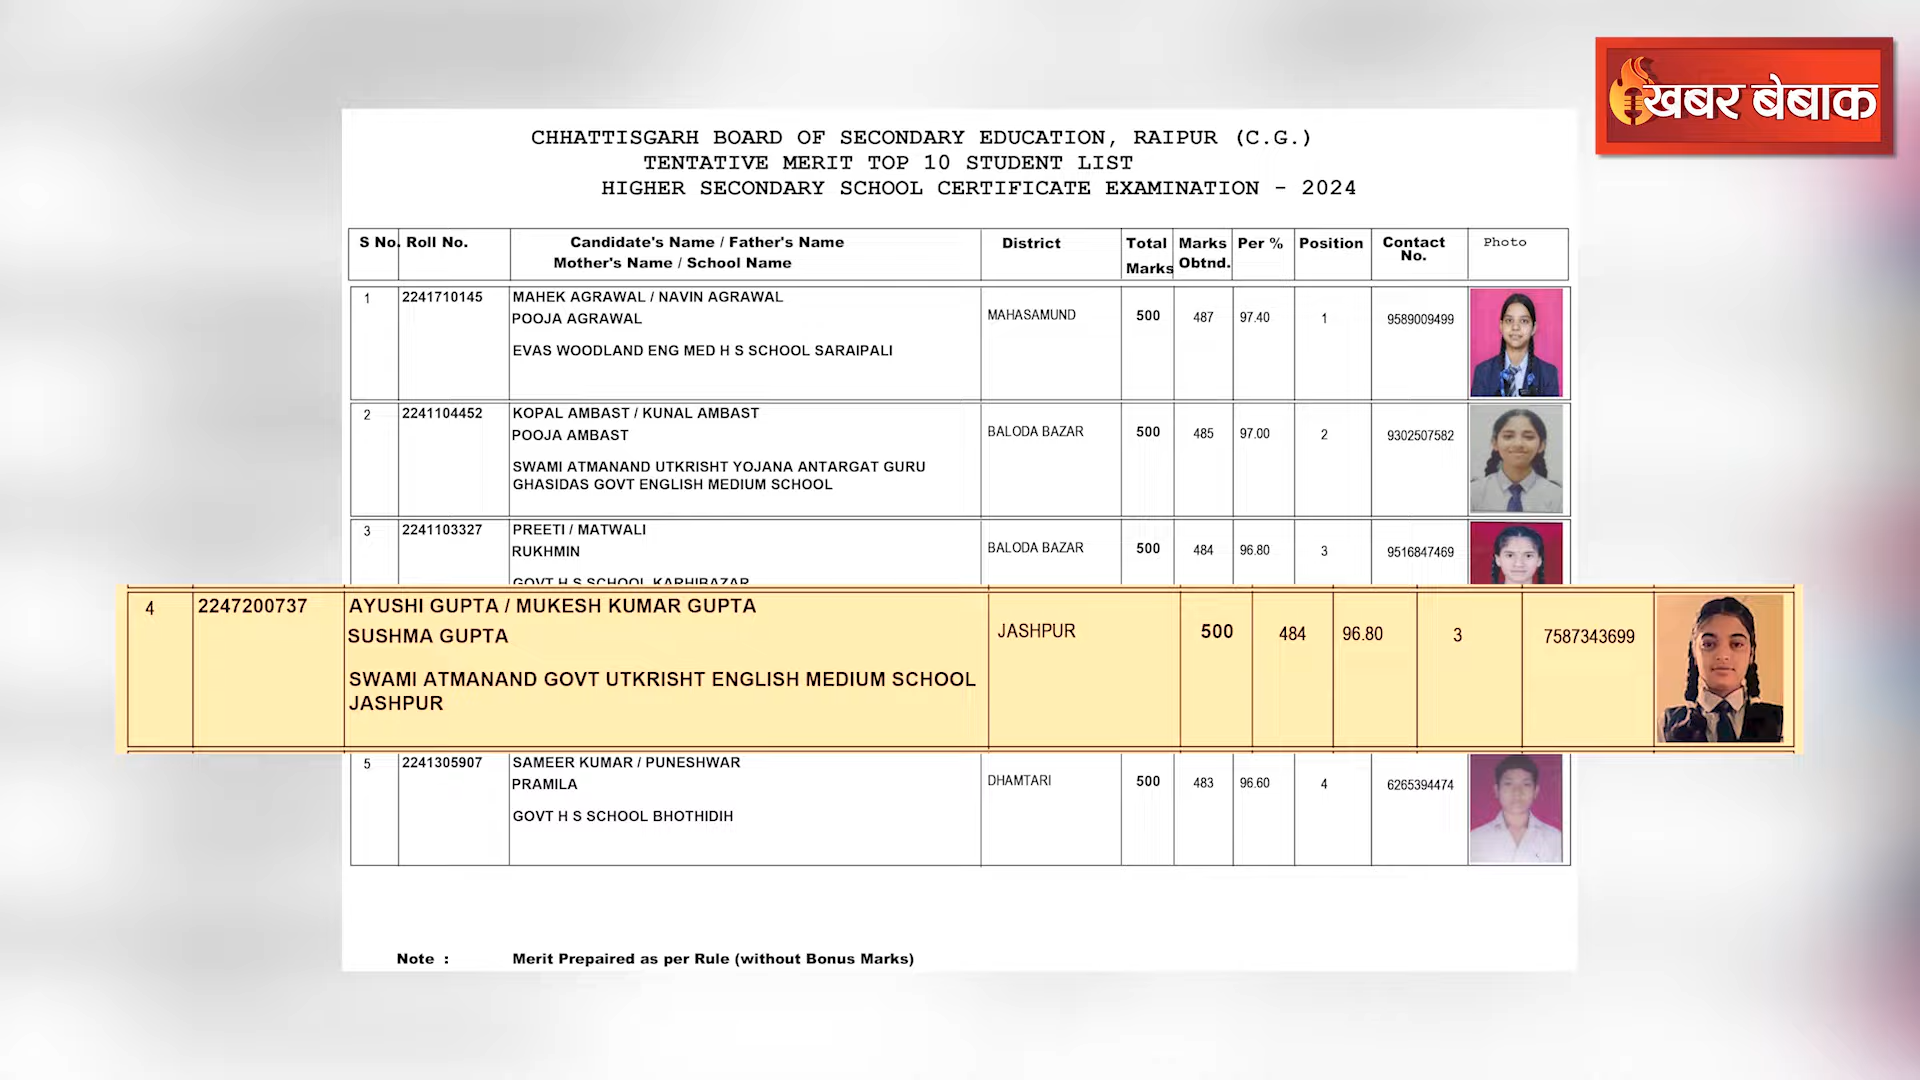 खबर बेबाक
CHHATTISGARH BOARD OF SECONDARY EDUCATION, RAIPUR (C.G.)
TENTATIVE MERIT TOP 10 STUDENT LIST
HIGHER SECONDARY SCHOOL CERTIFICATE EXAMINATION - 2024
S No. Roll No. Candidate's Name / Father's Name District Total Marks Per % Position Contact Photo
Mother's Name / School Name Marks Obtnd. No.
1 2241710145 MAHEK AGRAWAL / NAVIN AGRAWAL
POOJA AGRAWAL MAHASAMUND 500 487 97.40 1 9589009499
EVAS WOODLAND ENG MED H S SCHOOL SARAIPALI
2 2241104452 KOPAL AMBAST / KUNAL AMBAST
POOJA AMBAST BALODA BAZAR 500 485 97.00 2 9302507582
SWAMI ATMANAND UTKRISHT YOJANA ANTARGAT GURU
GHASIDAS GOVT ENGLISH MEDIUM SCHOOL
3 2241103327 PREETI / MATWALI
RUKHMIN BALODA BAZAR 500 484 96.80 3 9516847469
GOVT H S SCHOOL KARHIBAZAR
4 2247200737 AYUSHI GUPTA / MUKESH KUMAR GUPTA
SUSHMA GUPTA JASHPUR 500 484 96.80 3 7587343699
SWAMI ATMANAND GOVT UTKRISHT ENGLISH MEDIUM SCHOOL
JASHPUR
5 2241305907 SAMEER KUMAR / PUNESHWAR
PRAMILA DHAMTARI 500 483 96.60 4 6265394474
GOVT H S SCHOOL BHOTHIDIH
Note : Merit Prepaired as per Rule (without Bonus Marks)